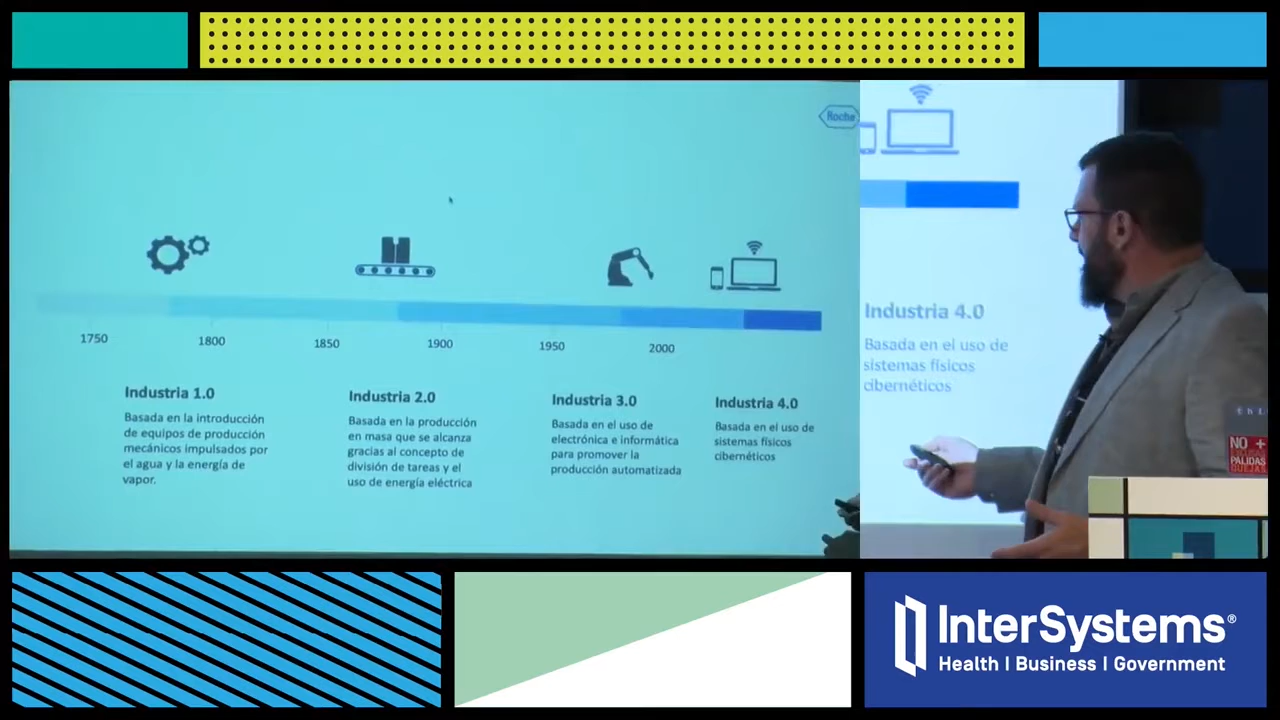 Roche
1750
1800
1850
1900
1950
2000
Industria 1.0
Basada en la introducción
de equipos de producción
mecánicos impulsados por
el agua y la energía de
vapor.
Industria 2.0
Basada en la producción
en masa que se alcanza
gracias al concepto de
división de tareas y el
uso de energía eléctrica
Industria 3.0
Basada en el uso de
electrónica e informática
para promover la
producción automatizada
Industria 4.0
Basada en el uso de
sistemas físicos
cibernéticos
Industria 4.0
Basada en el uso de
sistemas físicos
cibernéticos
NO +
EXCUSAS
PALIDAS
QUEJAS
InterSystems®
Health | Business | Government